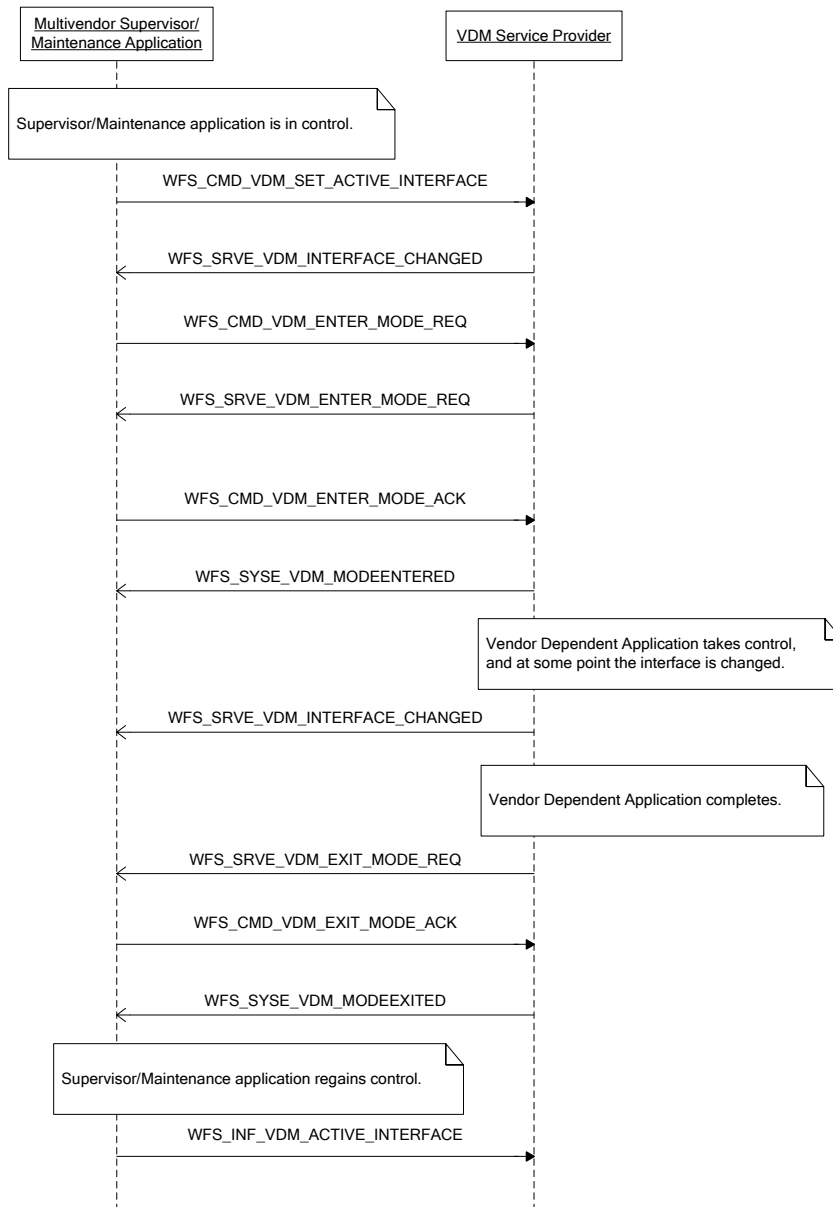 Multivendor Supervisor/
Maintenance Application
VDM Service Provider
Supervisor/Maintenance application is in control.
WFS_CMD_VDM_SET_ACTIVE_INTERFACE
WFS_SRVE_VDM_INTERFACE_CHANGED
WFS_CMD_VDM_ENTER_MODE_REQ
WFS_SRVE_VDM_ENTER_MODE_REQ
WFS_CMD_VDM_ENTER_MODE_ACK
WFS_SYSE_VDM_MODEENTERED
Vendor Dependent Application takes control,
and at some point the interface is changed.
WFS_SRVE_VDM_INTERFACE_CHANGED
Vendor Dependent Application completes.
WFS_SRVE_VDM_EXIT_MODE_REQ
WFS_CMD_VDM_EXIT_MODE_ACK
WFS_SYSE_VDM_MODEEXITED
Supervisor/Maintenance application regains control.
WFS_INF_VDM_ACTIVE_INTERFACE